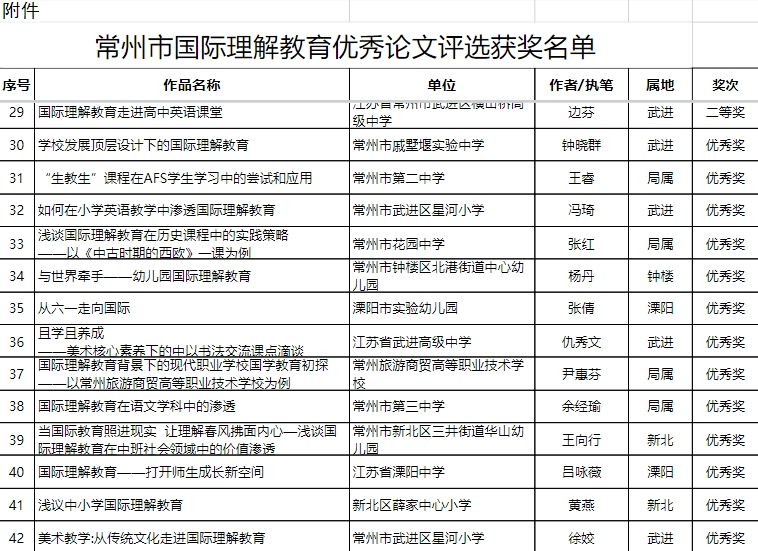 附件
常州市国际理解教育优秀论文评选获奖名单
序号 作品名称 单位 作者/执笔 属地 奖次
29 国际理解教育走进高中英语课堂 江苏省常州市武进区横山桥高级中学 边芬 武进 二等奖
30 学校发展顶层设计下的国际理解教育 常州市戚墅堰实验中学 钟晓群 武进 优秀奖
31 “生教生”课程在AFS学生学习中的尝试和应用 常州市第二中学 王睿 局属 优秀奖
32 如何在小学英语教学中渗透国际理解教育 常州市武进区星河小学 冯琦 武进 优秀奖
33 浅谈国际理解教育在历史课程中的实践策略
——以《中古时期的西欧》一课为例 常州市花园中学 张红 局属 优秀奖
34 与世界牵手——幼儿园国际理解教育 常州市钟楼区北港街道中心幼儿园 杨丹 钟楼 优秀奖
35 从六一走向国际 溧阳市实验幼儿园 张倩 溧阳 优秀奖
36 且学且养成
——美术核心素养下的中以书法交流课点滴谈 江苏省武进高级中学 仇秀文 武进 优秀奖
37 国际理解教育背景下的现代职业学校国学教育初探
——以常州旅游商贸高等职业技术学校为例 常州旅游商贸高等职业技术学校 尹惠芬 局属 优秀奖
38 国际理解教育在语文学科中的渗透 常州市第三中学 余经瑜 局属 优秀奖
39 当国际教育照进现实 让理解春风拂面内心—浅谈国际理解教育在中班社会领域中的价值渗透 常州市新北区三井街道华山幼儿园 王向行 新北 优秀奖
40 国际理解教育——打开师生成长新空间 江苏省溧阳中学 吕咏薇 溧阳 优秀奖
41 浅议中小学国际理解教育 新北区薛家中心小学 黄燕 新北 优秀奖
42 美术教学:从传统文化走进国际理解教育 常州市武进区星河小学 徐姣 武进 优秀奖